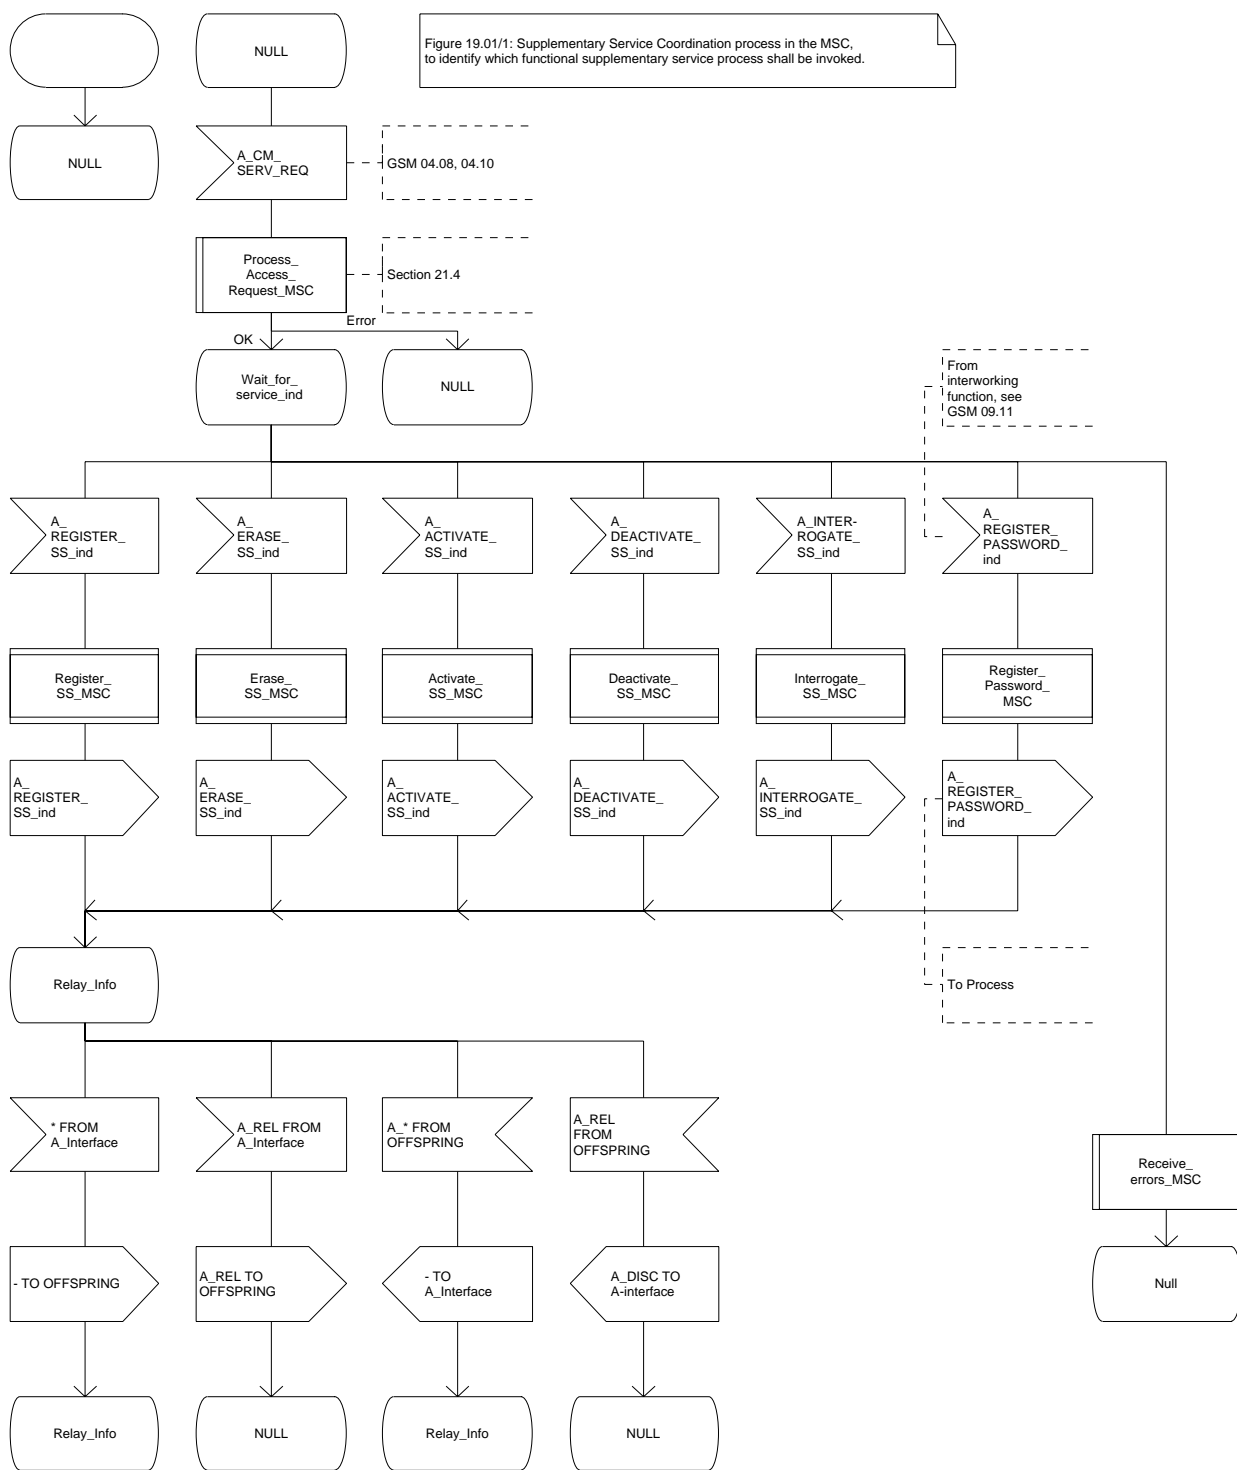 NULL
Figure 19.01/1: Supplementary Service Coordination process in the MSC,
to identify which functional supplementary service process shall be invoked.
NULL
A_CM_
SERV_REQ
GSM 04.08, 04.10
Process_
Access_
Request_MSC
Section 21.4
OK
Error
Wait_for_
service_ind
NULL
From
interworking
function, see
GSM 09.11
A_
REGISTER_
SS_ind
A_
ERASE_
SS_ind
A_
ACTIVATE_
SS_ind
A_
DEACTIVATE_
SS_ind
A_INTER-
ROGATE_
SS_ind
A_
REGISTER_
PASSWORD_
ind
Register_
SS_MSC
Erase_
SS_MSC
Activate_
SS_MSC
Deactivate_
SS_MSC
Interrogate_
SS_MSC
Register_
Password_
MSC
A_
REGISTER_
SS_ind
A_
ERASE_
SS_ind
A_
ACTIVATE_
SS_ind
A_
DEACTIVATE_
SS_ind
A_
INTERROGATE_
SS_ind
A_
REGISTER_
PASSWORD_
ind
Relay_Info
To Process
* FROM
A_Interface
A_REL FROM
A_Interface
A_* FROM
OFFSPRING
A_REL
FROM
OFFSPRING
Receive_
errors_MSC
- TO OFFSPRING
A_REL TO
OFFSPRING
- TO
A_Interface
A_DISC TO
A-interface
Null
Relay_Info
NULL
Relay_Info
NULL